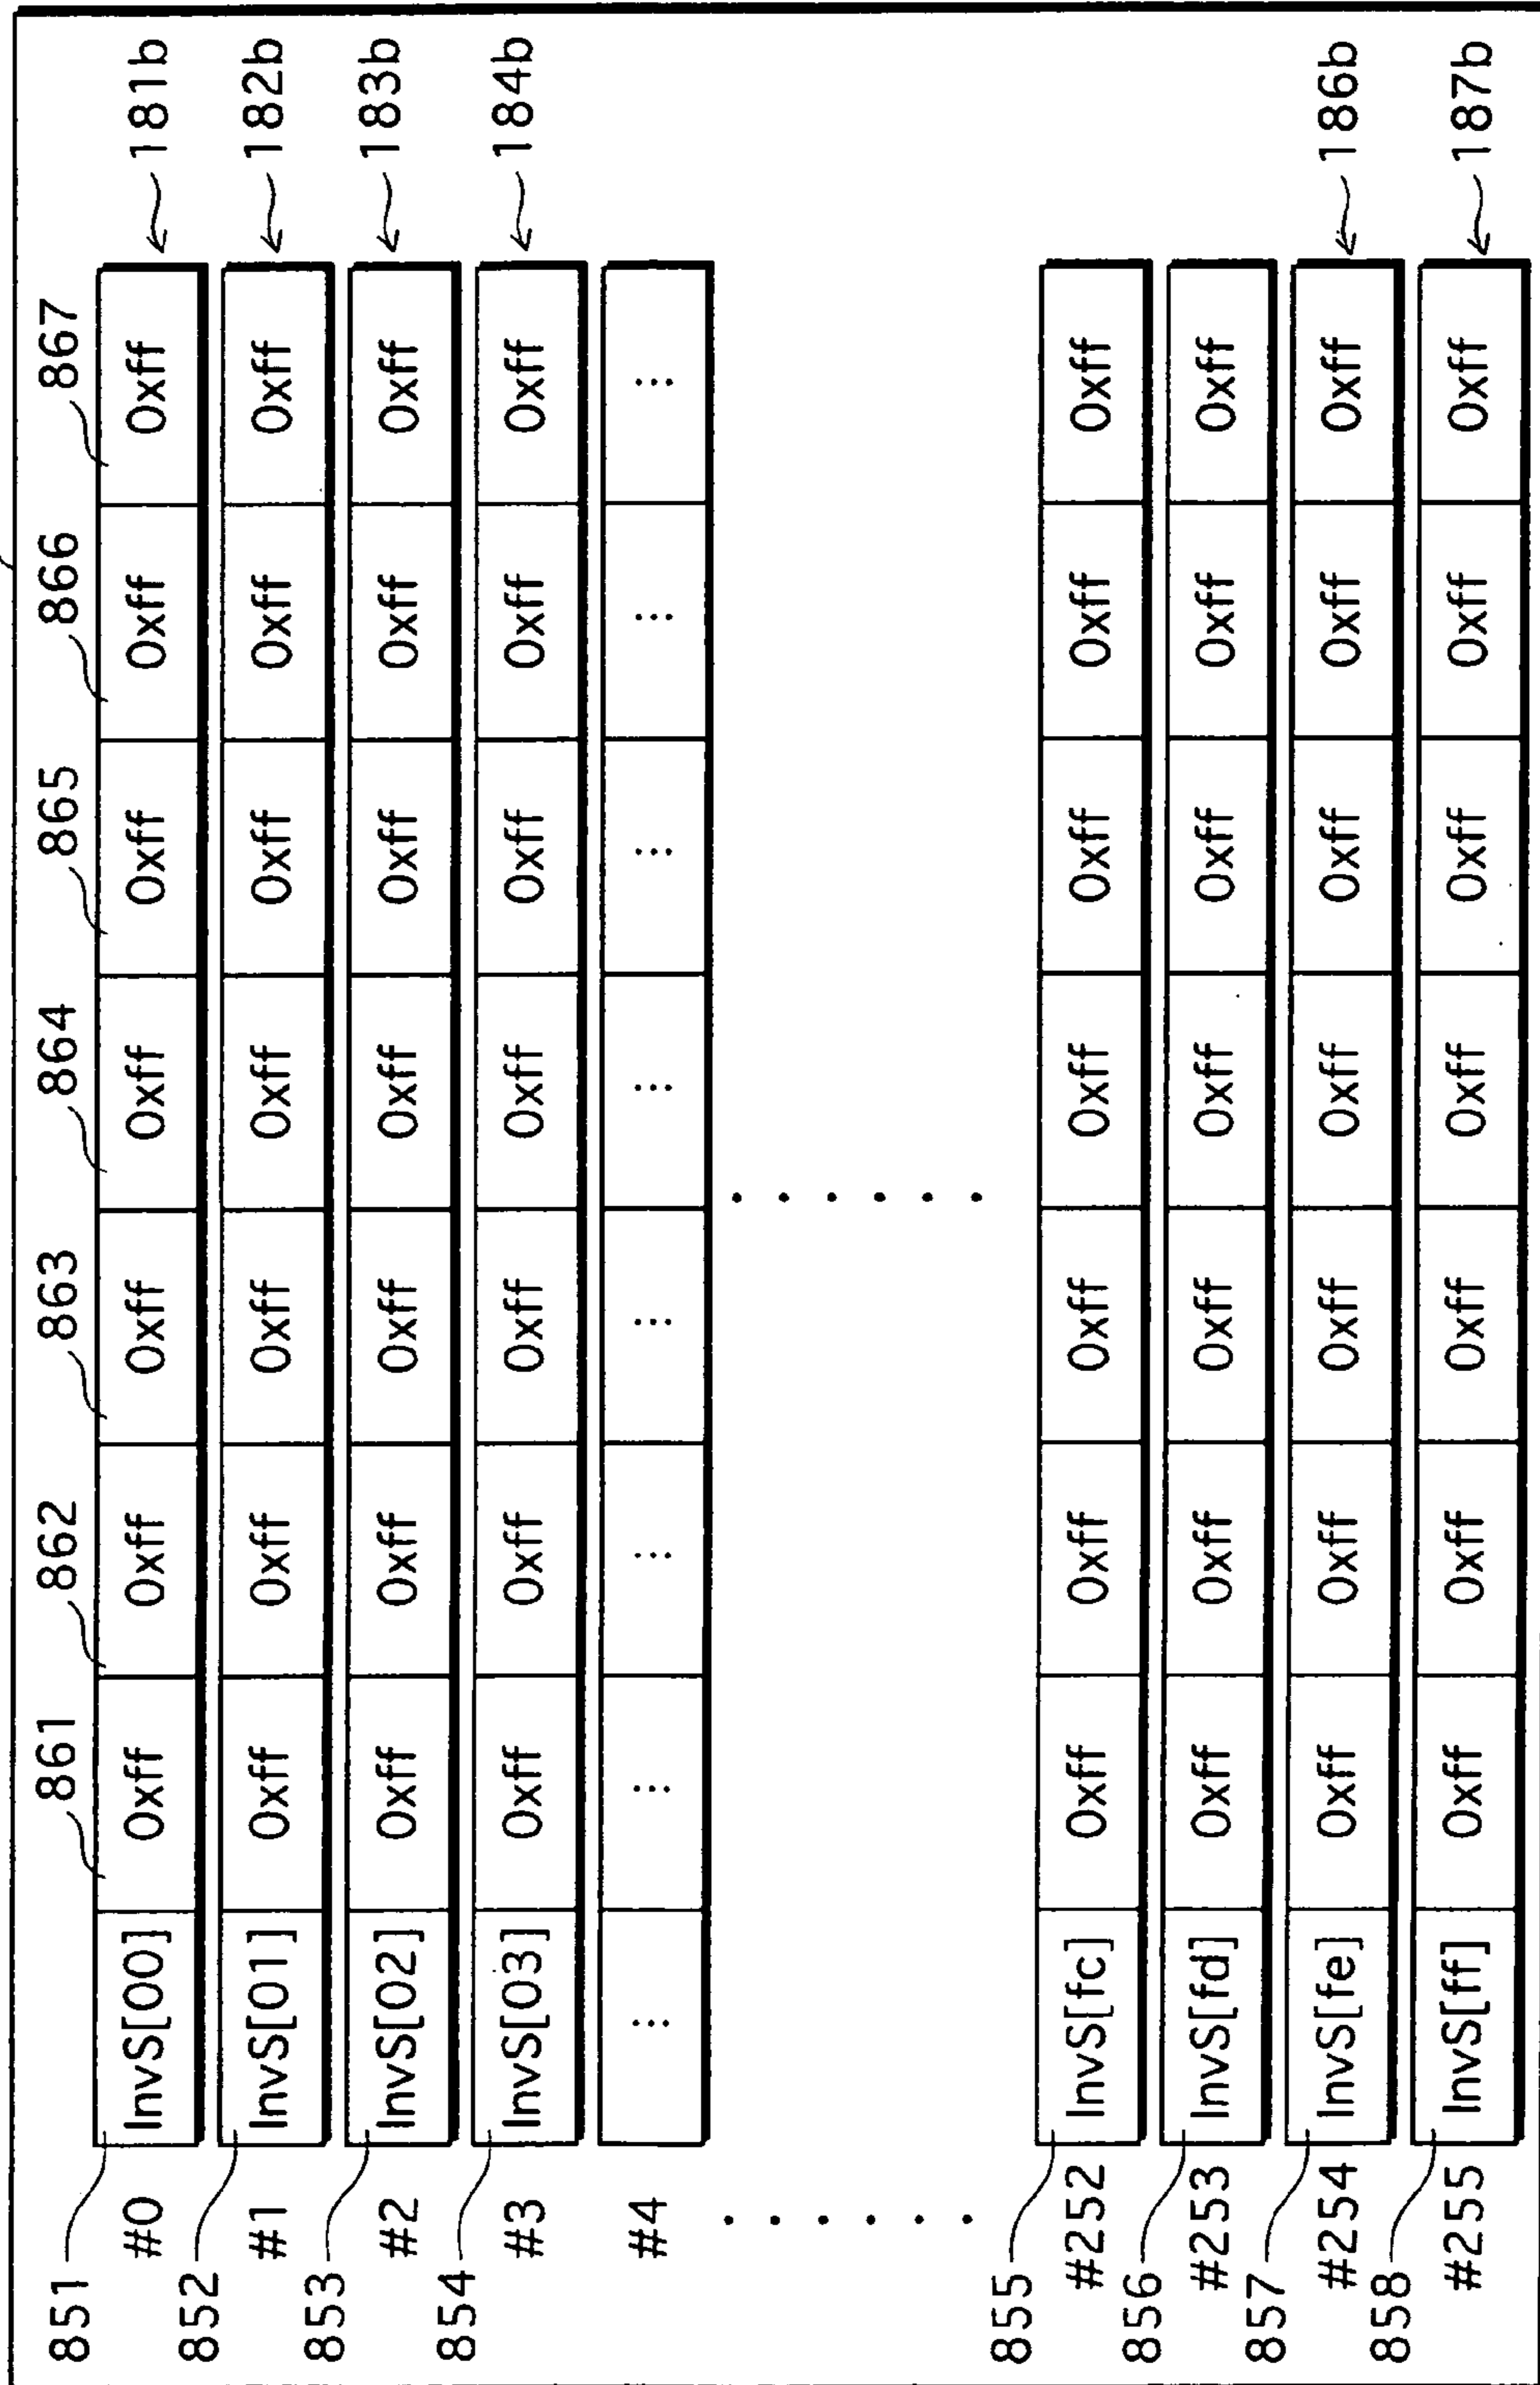 861 862 863 864 865 866 867
851
#0 InvS[00] 0xff 0xff 0xff 0xff 0xff 0xff 0xff 181b
852
#1 InvS[01] 0xff 0xff 0xff 0xff 0xff 0xff 0xff 182b
853
#2 InvS[02] 0xff 0xff 0xff 0xff 0xff 0xff 0xff 183b
854
#3 InvS[03] 0xff 0xff 0xff 0xff 0xff 0xff 0xff 184b
#4 ... ... ... ... ... ... ... ...
855
#252 InvS[fc] 0xff 0xff 0xff 0xff 0xff 0xff 0xff
856
#253 InvS[fd] 0xff 0xff 0xff 0xff 0xff 0xff 0xff
857
#254 InvS[fe] 0xff 0xff 0xff 0xff 0xff 0xff 0xff 186b
858
#255 InvS[ff] 0xff 0xff 0xff 0xff 0xff 0xff 0xff 187b